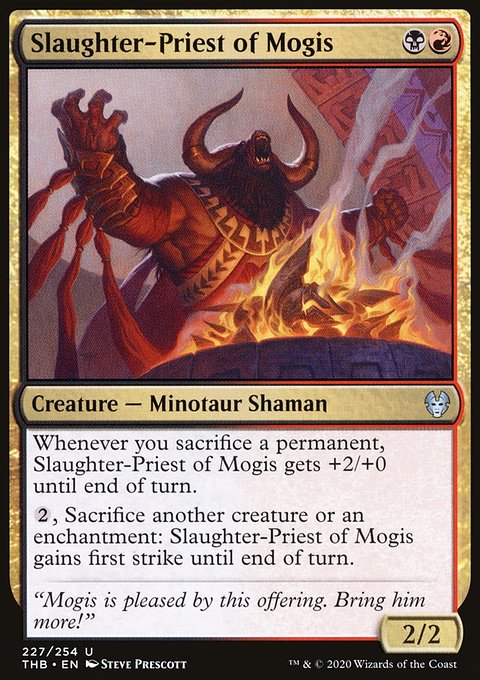 Slaughter-Priest of Mogis
Creature — Minotaur Shaman
Whenever you sacrifice a permanent,
Slaughter-Priest of Mogis gets +2/+0
until end of turn.
2, Sacrifice another creature or an
enchantment: Slaughter-Priest of Mogis
gains first strike until end of turn.
“Mogis is pleased by this offering. Bring him
more!”
2/2
227/254 U
THB • EN Steve Prescott
™ & © 2020 Wizards of the Coast